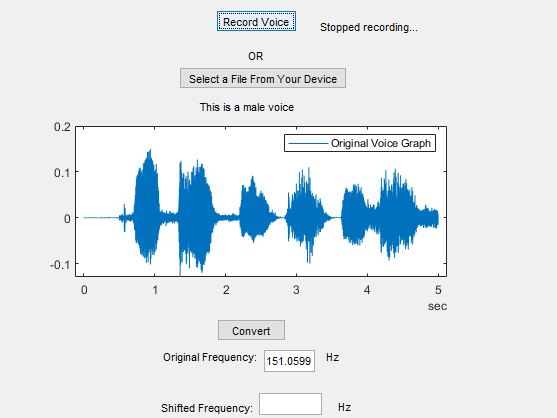 Record Voice
Stopped recording...
OR
Select a File From Your Device
This is a male voice
0.2
Original Voice Graph
0.1
0
-0.1
0 1 2 3 4 5
sec
Convert
Original Frequency: 151.0599 Hz
Shifted Frequency: Hz